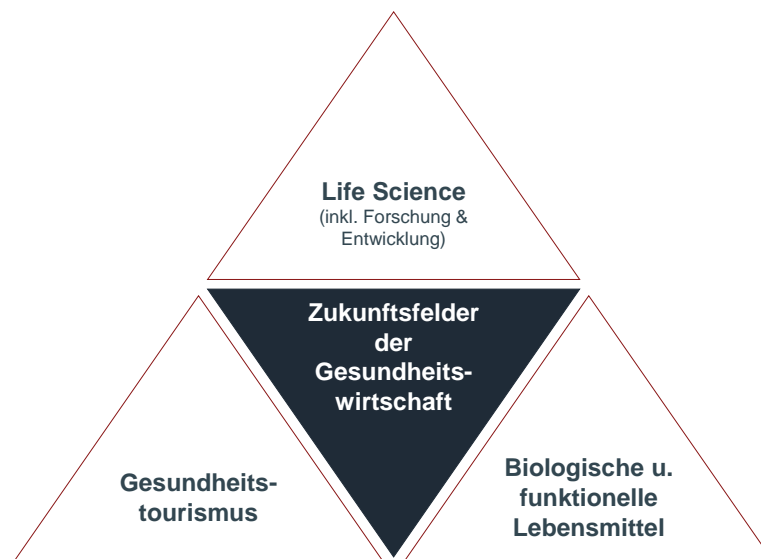 Life Science
(inkl. Forschung &
Entwicklung)
Zukunftsfelder
der
Gesundheits-
wirtschaft
Gesundheits-
tourismus
Biologische u.
funktionelle
Lebensmittel